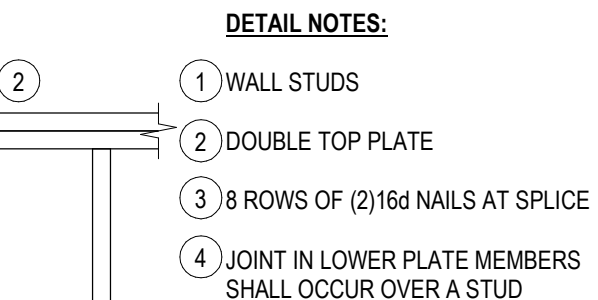 DETAIL NOTES:
2
1 WALL STUDS
2 DOUBLE TOP PLATE
3 8 ROWS OF (2)16d NAILS AT SPLICE
4 JOINT IN LOWER PLATE MEMBERS
SHALL OCCUR OVER A STUD